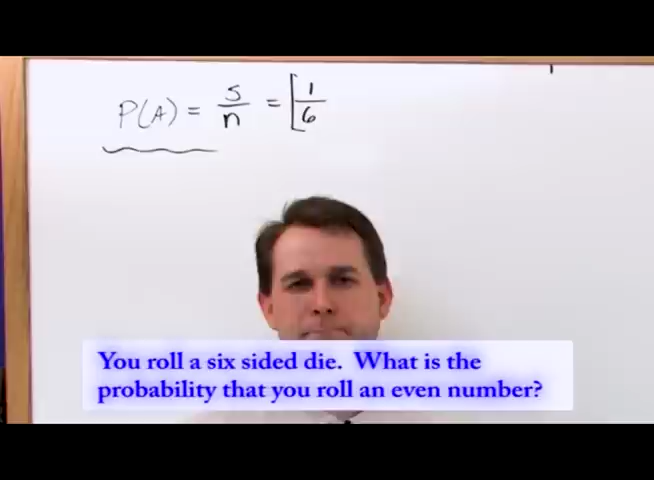 P(A) = s/n = 1/6
You roll a six sided die.  What is the
probability that you roll an even number?